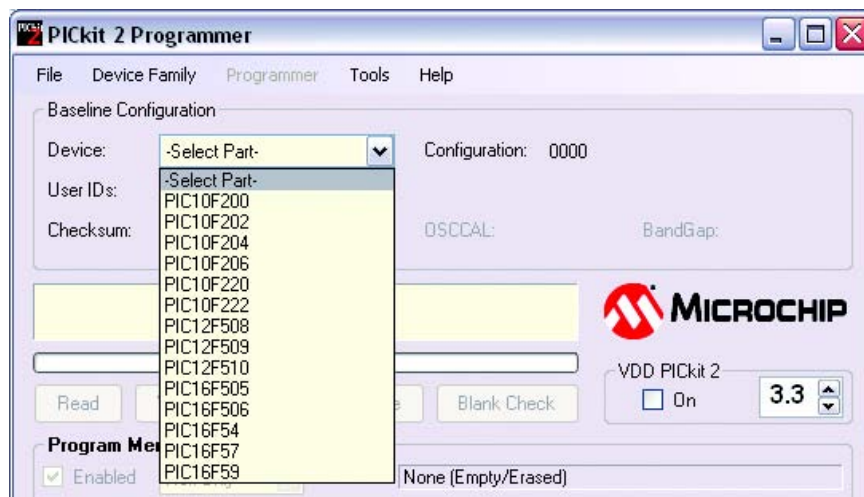 PICkit 2 Programmer
File Device Family Programmer Tools Help
Baseline Configuration
Device: -Select Part- Configuration: 0000
-Select Part-
User IDs:
PIC10F200
PIC10F202
Checksum: OSCCAL: BandGap:
PIC10F204
PIC10F206
PIC10F220
PIC10F222
PIC12F508
PIC12F509
PIC12F510
PIC16F505
PIC16F506
PIC16F54
PIC16F57
PIC16F59
MICROCHIP
VDD PICkit 2
On 3.3
Read Blank Check
Enabled
None (Empty/Erased)